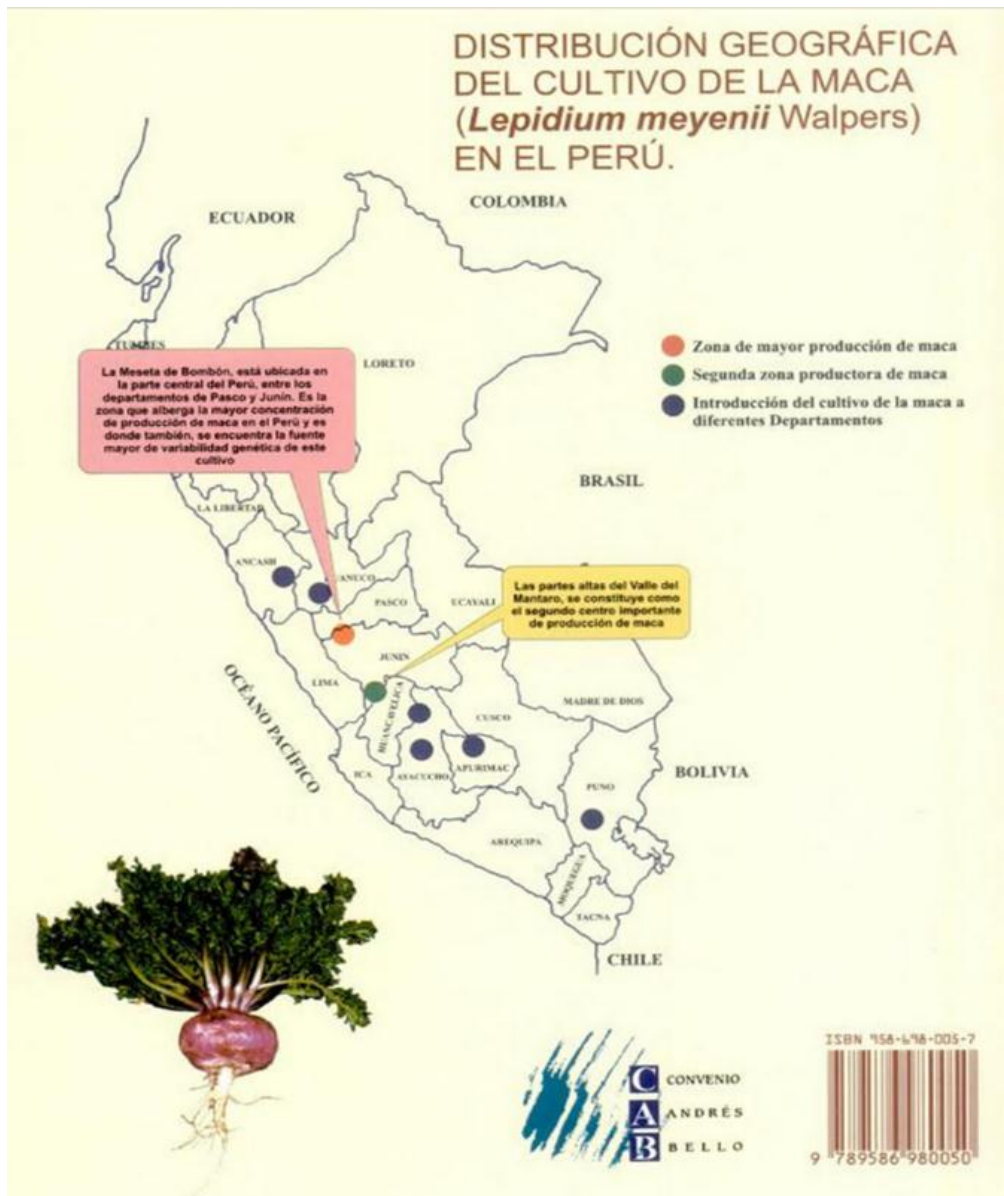 DISTRIBUCIÓN GEOGRÁFICA
DEL CULTIVO DE LA MACA
(Lepidium meyenii Walpers)
EN EL PERÚ.
COLOMBIA
ECUADOR
TUMBES
LORETO
Zona de mayor producción de maca
Segunda zona productora de maca
Introducción del cultivo de la maca a
diferentes Departamentos
La Meseta de Bombón, está ubicada en
la parte central del Perú, entre los
departamentos de Pasco y Junín. Es la
zona que alberga la mayor concentración
de producción de maca en el Perú y es
donde también, se encuentra la fuente
mayor de variabilidad genética de este
cultivo
BRASIL
LA LIBERTAD
ANCASH
ANUCO
PASCO
UCAYALI
Las partes altas del Valle del
Mantaro, se constituye como
el segundo centro importante
de producción de maca
JUNIN
LIMA
HUANCAVELICA
MADRE DE DIOS
CUSCO
OCÉANO PACÍFICO
ICA
AYACUCHO
APURIMAC
PUNO
BOLIVIA
AREQUIPA
MOQUEGUA
TACNA
CHILE
CAB
CONVENIO
ANDRÉS
BELLO
ISBN 958-698-005-7
9 789586 980050